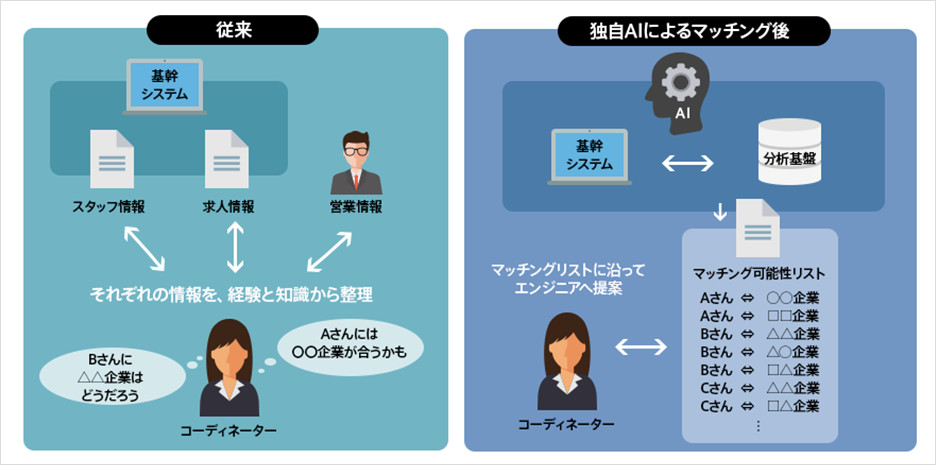 従来
基幹
システム
スタッフ情報
求人情報
営業情報
それぞれの情報を、経験と知識から整理
Aさんには
〇〇企業が合うかも
Bさんに
△△企業は
どうだろう
コーディネーター
独自AIによるマッチング後
AI
基幹
システム
分析基盤
マッチングリストに沿って
エンジニアへ提案
コーディネーター
マッチング可能性リスト
Aさん ⇔ 〇〇企業
Aさん ⇔ □□企業
Bさん ⇔ △△企業
Bさん ⇔ △〇企業
Bさん ⇔ □△企業
Cさん ⇔ △△企業
Cさん ⇔ □△企業
⋮